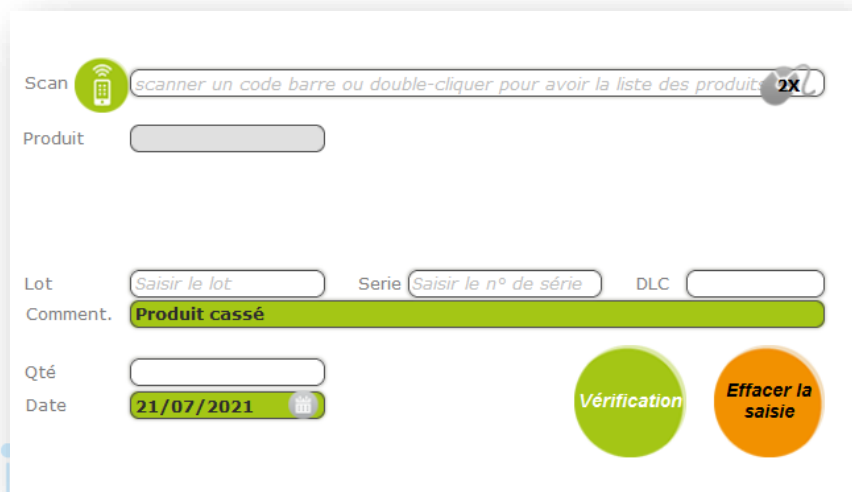 Scan scanner un code barre ou double-cliquer pour avoir la liste des produits 2X
Produit
Lot Saisir le lot Serie Saisir le n° de série DLC
Comment. Produit cassé
Qté
Date 21/07/2021
Vérification
Effacer la
saisie